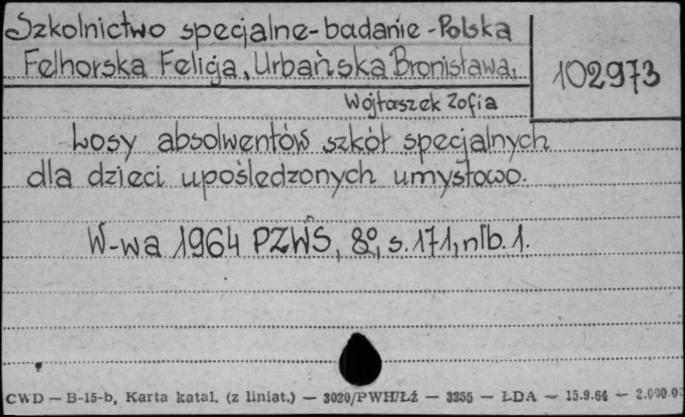 Szkolnictwo specjalne-badanie-Polska
Felhorska Felicja, Urbańska Bronisława,
102973
Wojtaszek Zofia
Losy absolwentów szkół specjalnych
dla dzieci upośledzonych umysłowo.
W-wa 1964 PZWS, 8°, s. 171, nlb. 1.
CWD — B-15-b, Karta katal. (z liniat.) — 3020/PWH/Łź — 3255 — ŁDA — 15.9.64 — 2.000.0